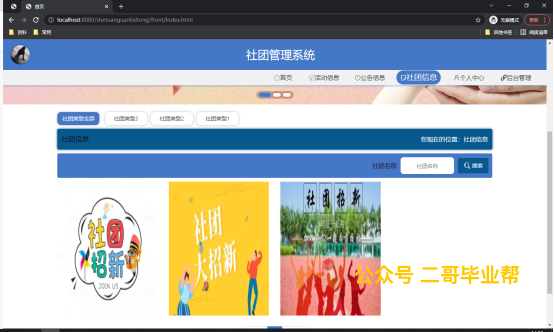 首页
localhost:8080/shetuanguanlixitong/front/index.html
无痕模式
更新
资料
常用
其他书签
阅读清单
社团管理系统
首页
活动信息
公告信息
社团信息
个人中心
后台管理
社团类型全部
社团类型3
社团类型2
社团类型1
社团信息
您现在的位置：社团信息
社团名称
社团名称
搜索
社团
招新
JOIN US
社团
大招新
社团招新
公众号 二哥毕业帮